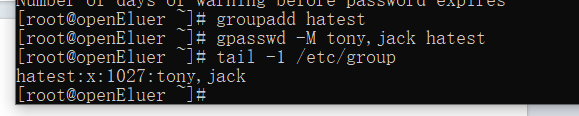 Number of days of warning before password expires
[root@openEluer ~]# groupadd hatest
[root@openEluer ~]# gpasswd -M tony,jack hatest
[root@openEluer ~]# tail -1 /etc/group
hatest:x:1027:tony,jack
[root@openEluer ~]#